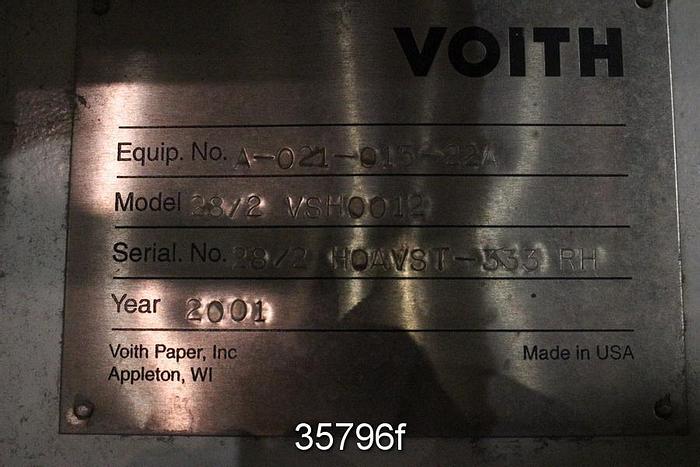 VOITH
Equip. No. A-021-015-22A
Model 28/2 VSH0012
Serial. No. 28/2 HOAVST-333 RH
Year 2001
Voith Paper, Inc
Made in USA
Appleton, WI
35796f